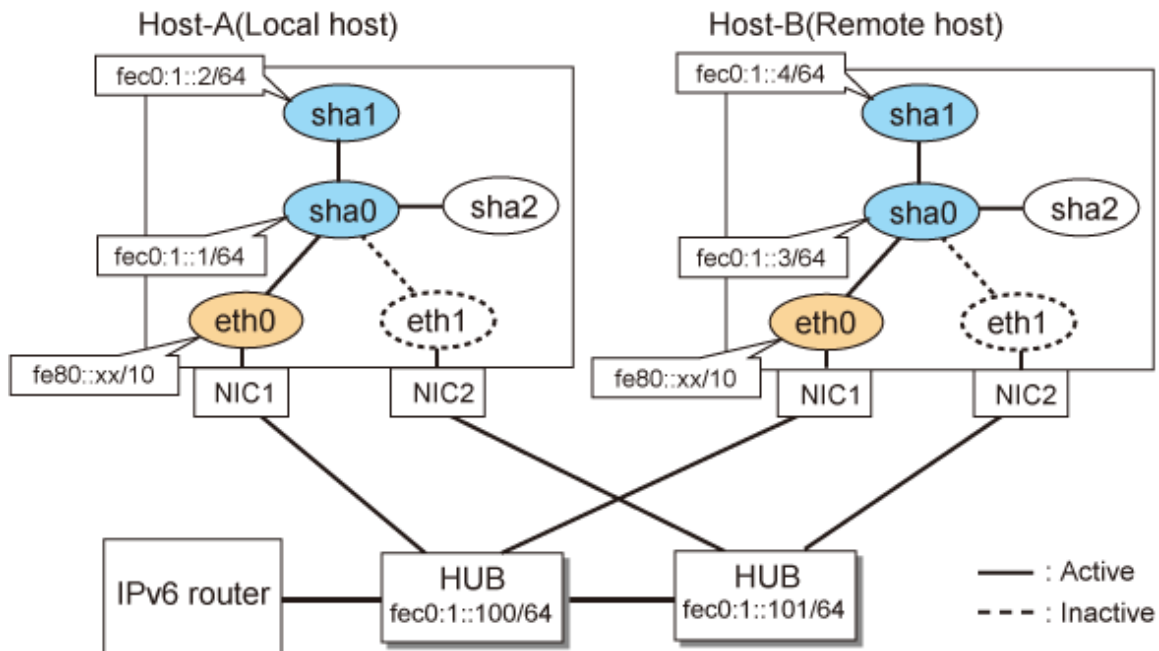 Host-A(Local host)
Host-B(Remote host)
fec0:1::2/64
sha1
fec0:1::4/64
sha1
sha0
sha2
sha0
sha2
fec0:1::1/64
fec0:1::3/64
eth0
eth1
eth0
eth1
fe80::xx/10
NIC1
NIC2
fe80::xx/10
NIC1
NIC2
IPv6 router
HUB
fec0:1::100/64
HUB
fec0:1::101/64
: Active
: Inactive